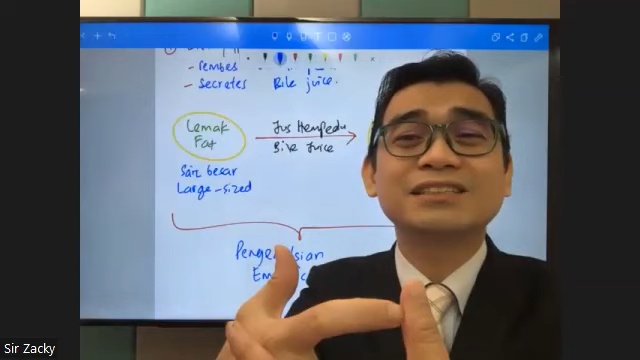 - rembes
- secretes
Bile juice.
Lemak
Fat
Jus Hempedu
Bile Juice
Saiz besar
Large-sized
Sir Zacky